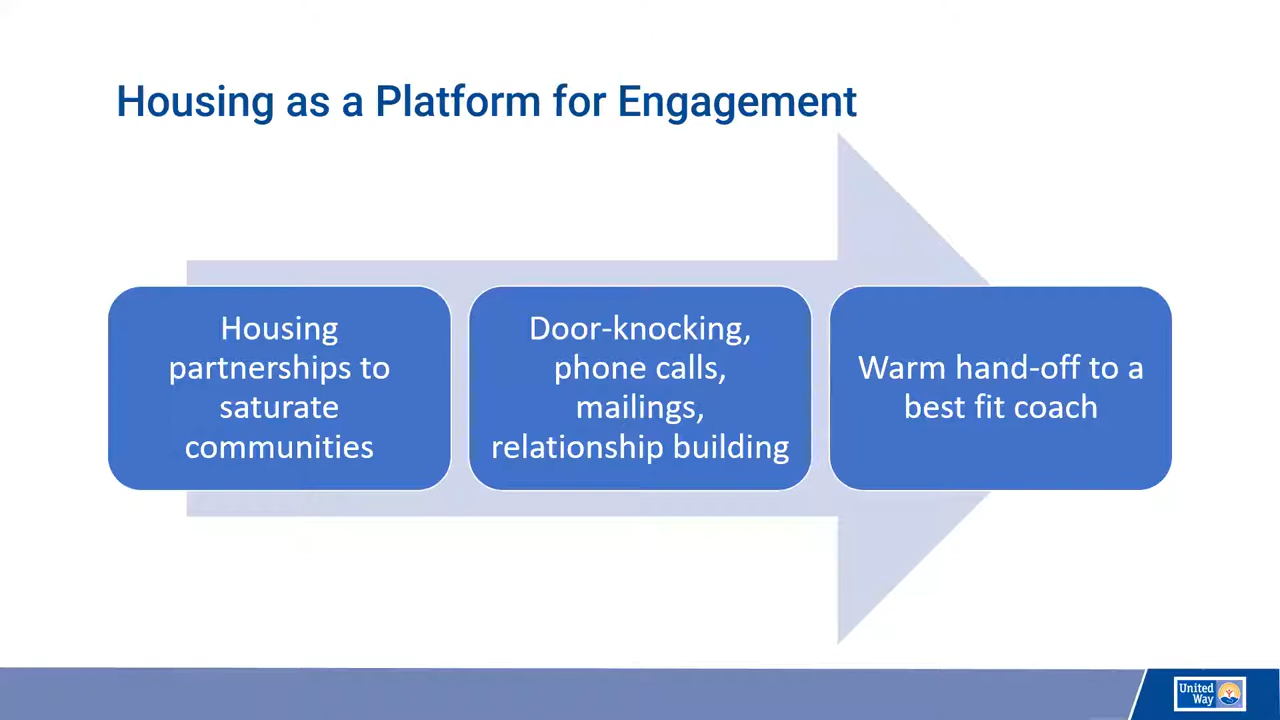 Housing as a Platform for Engagement
Housing
partnerships to
saturate
communities
Door-knocking,
phone calls,
mailings,
relationship building
Warm hand-off to a
best fit coach
United
Way